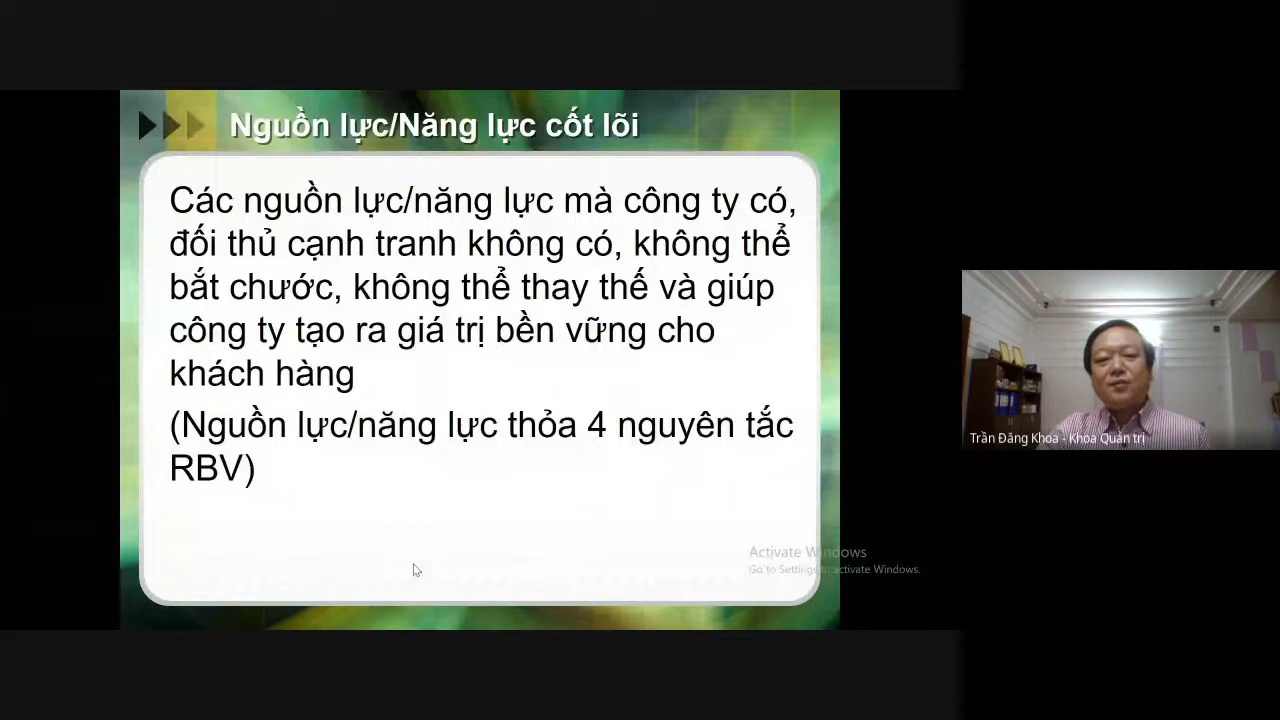 Nguồn lực/Năng lực cốt lõi
Các nguồn lực/năng lực mà công ty có,
đối thủ cạnh tranh không có, không thể
bắt chước, không thể thay thế và giúp
công ty tạo ra giá trị bền vững cho
khách hàng
(Nguồn lực/năng lực thỏa 4 nguyên tắc
RBV)
Trần Đăng Khoa - Khoa Quản trị
Activate Windows
Go to Settings to activate Windows.